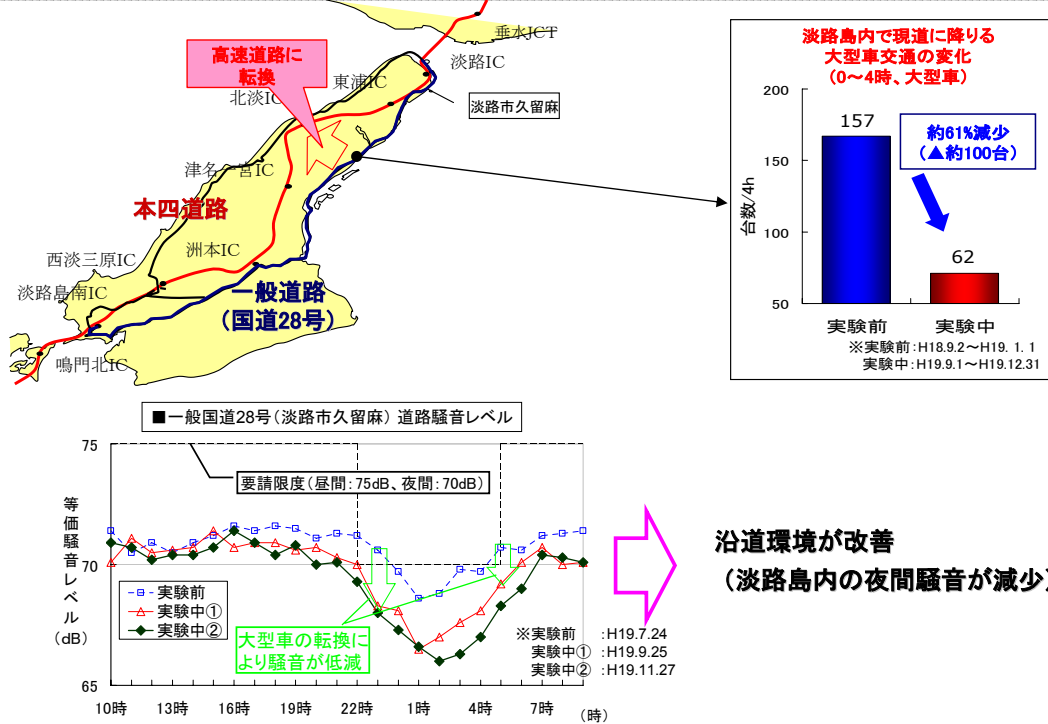 垂水JCT
高速道路に
転換
淡路IC
東浦IC
北淡IC
淡路市久留麻
津名一宮IC
本四道路
洲本IC
西淡三原IC
淡路島南IC
一般道路
(国道28号)
鳴門北IC
淡路島内で現道に降りる
大型車交通の変化
(0～4時、大型車)
200
150
100
50
台数/4h
157
約61%減少
(▲約100台)
62
実験前
実験中
※実験前:H18.9.2～H19. 1. 1
実験中:H19.9.1～H19.12.31
■一般国道28号(淡路市久留麻) 道路騒音レベル
75
70
65
等価騒音レベル
(dB)
要請限度(昼間:75dB、夜間:70dB)
実験前
実験中①
実験中②
大型車の転換に
より騒音が低減
※実験前 :H19.7.24
実験中① :H19.9.25
実験中② :H19.11.27
10時 13時 16時 19時 22時 1時 4時 7時 (時)
沿道環境が改善
(淡路島内の夜間騒音が減少)